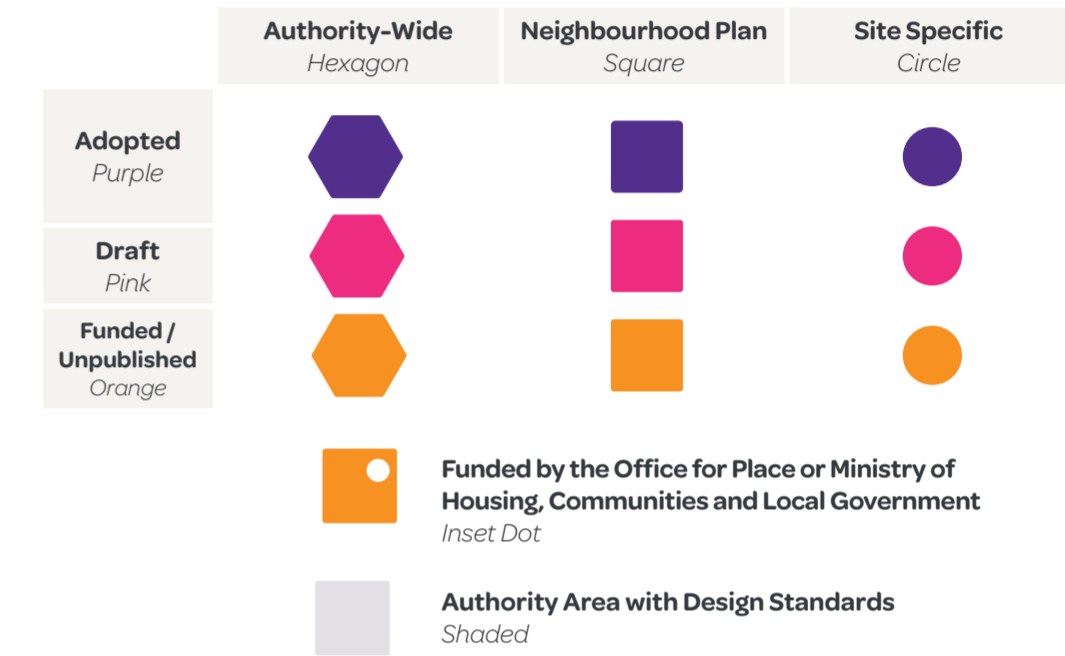 Authority-Wide
Hexagon
Neighbourhood Plan
Square
Site Specific
Circle
Adopted
Purple
Draft
Pink
Funded /
Unpublished
Orange
Funded by the Office for Place or Ministry of
Housing, Communities and Local Government
Inset Dot
Authority Area with Design Standards
Shaded